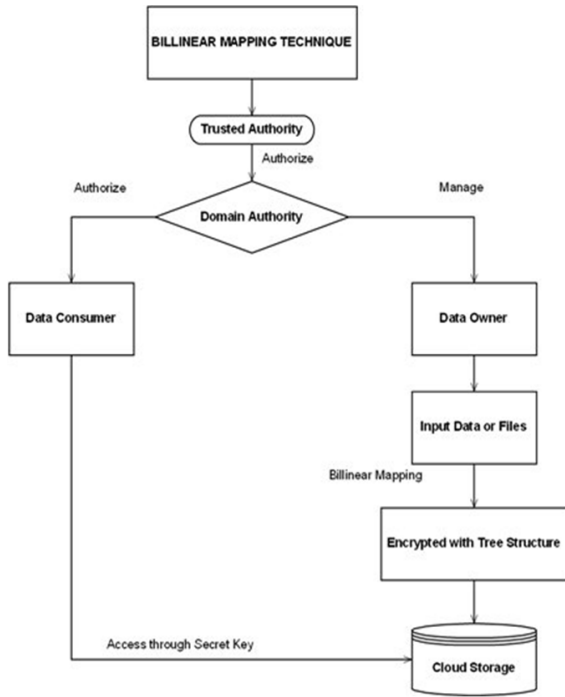 BILLINEAR MAPPING TECHNIQUE
Trusted Authority
Authorize
Authorize
Manage
Domain Authority
Data Consumer
Data Owner
Input Data or Files
Billinear Mapping
Encrypted with Tree Structure
Access through Secret Key
Cloud Storage